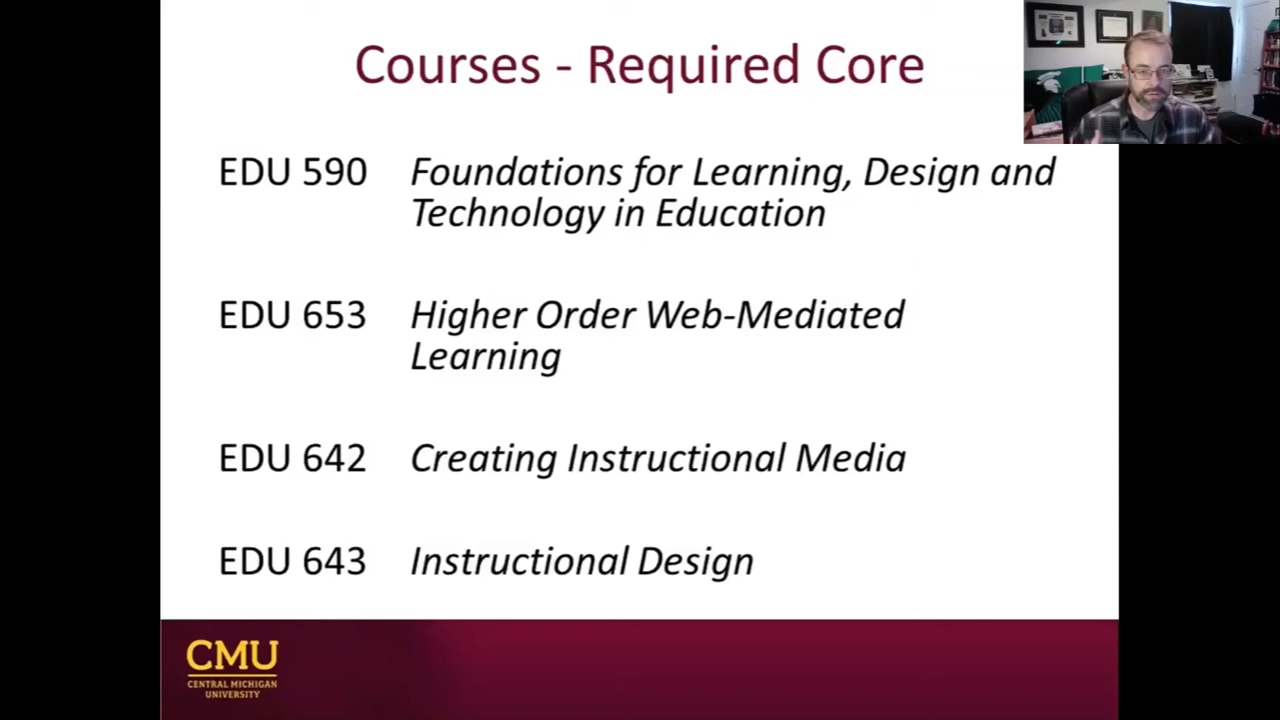 Courses - Required Core
EDU 590 Foundations for Learning, Design and
Technology in Education
EDU 653 Higher Order Web-Mediated
Learning
EDU 642 Creating Instructional Media
EDU 643 Instructional Design
CMU
CENTRAL MICHIGAN
UNIVERSITY